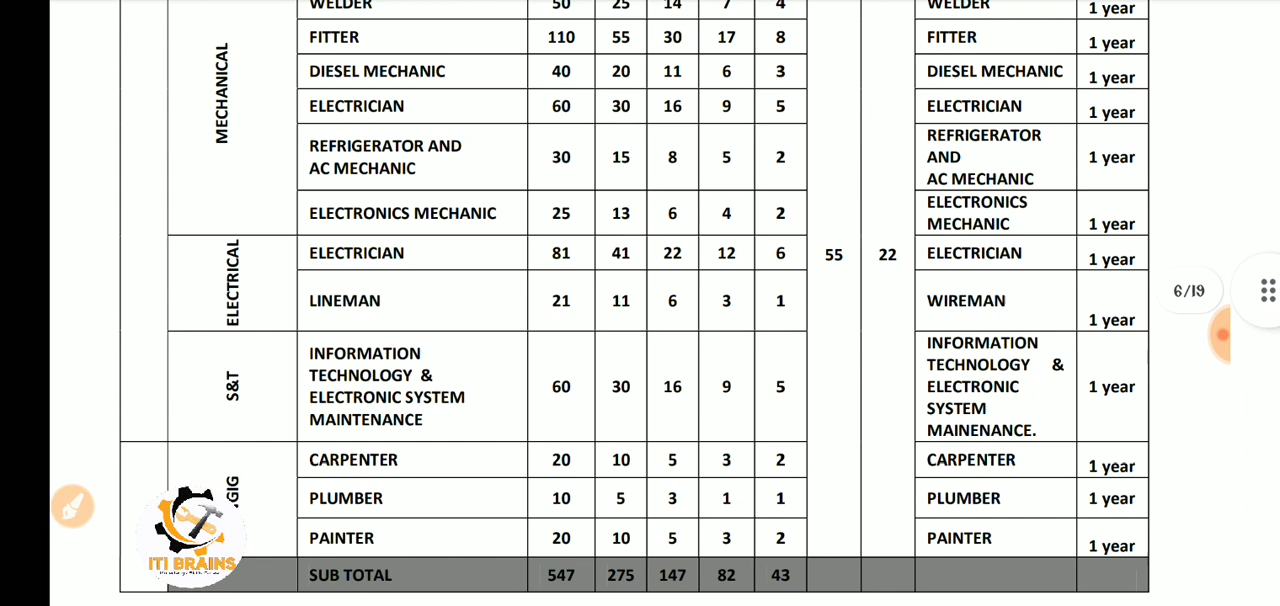 WELDER 50 25 14 7 4 WELDER 1 year
MECHANICAL
FITTER 110 55 30 17 8 FITTER 1 year
DIESEL MECHANIC 40 20 11 6 3 DIESEL MECHANIC 1 year
ELECTRICIAN 60 30 16 9 5 ELECTRICIAN 1 year
REFRIGERATOR AND
AC MECHANIC
30 15 8 5 2
REFRIGERATOR
AND
AC MECHANIC
1 year
ELECTRONICS MECHANIC 25 13 6 4 2
ELECTRONICS
MECHANIC
1 year
ELECTRICAL
ELECTRICIAN 81 41 22 12 6 55 22 ELECTRICIAN 1 year
LINEMAN 21 11 6 3 1 WIREMAN 1 year
6/19
S&T
INFORMATION
TECHNOLOGY &
ELECTRONIC SYSTEM
MAINTENANCE
60 30 16 9 5
INFORMATION
TECHNOLOGY &
ELECTRONIC
SYSTEM
MAINENANCE.
1 year
CARPENTER 20 10 5 3 2 CARPENTER 1 year
PLUMBER 10 5 3 1 1 PLUMBER 1 year
PAINTER 20 10 5 3 2 PAINTER 1 year
ITI BRAINS
SUB TOTAL 547 275 147 82 43